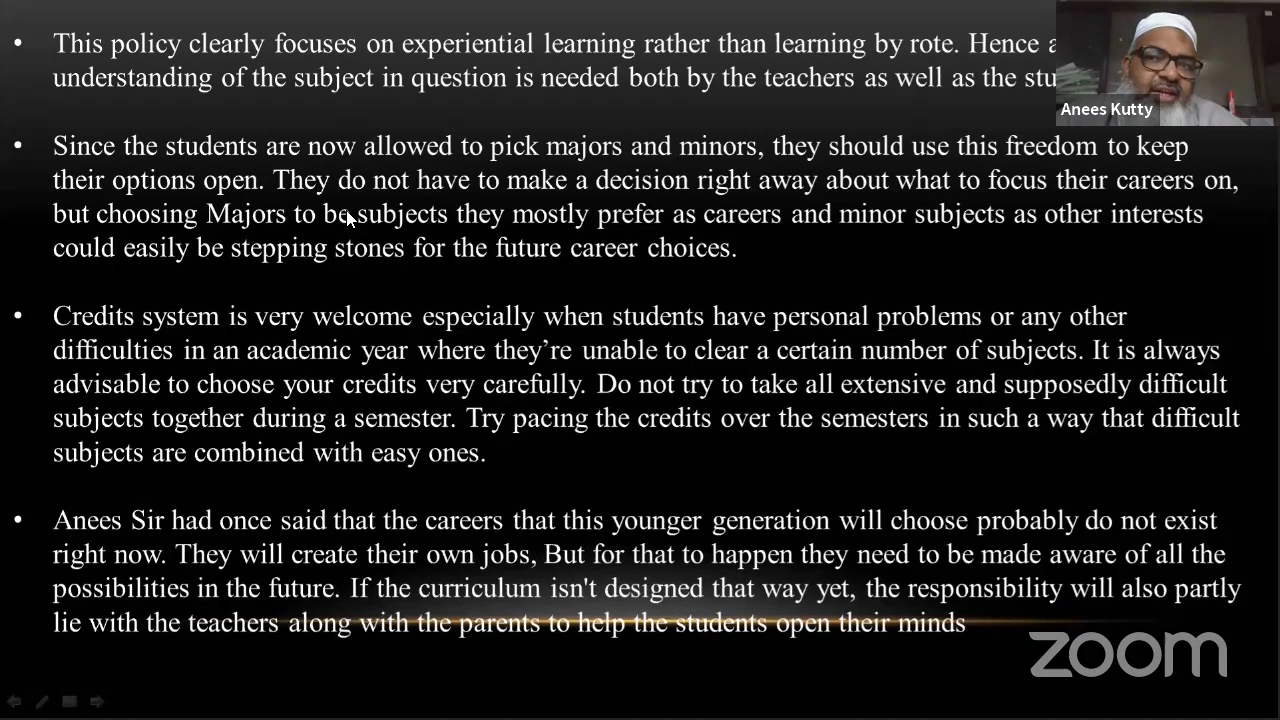 This policy clearly focuses on experiential learning rather than learning by rote. Hence a
understanding of the subject in question is needed both by the teachers as well as the stu
Anees Kutty
Since the students are now allowed to pick majors and minors, they should use this freedom to keep
their options open. They do not have to make a decision right away about what to focus their careers on,
but choosing Majors to be subjects they mostly prefer as careers and minor subjects as other interests
could easily be stepping stones for the future career choices.
Credits system is very welcome especially when students have personal problems or any other
difficulties in an academic year where they’re unable to clear a certain number of subjects. It is always
advisable to choose your credits very carefully. Do not try to take all extensive and supposedly difficult
subjects together during a semester. Try pacing the credits over the semesters in such a way that difficult
subjects are combined with easy ones.
Anees Sir had once said that the careers that this younger generation will choose probably do not exist
right now. They will create their own jobs, But for that to happen they need to be made aware of all the
possibilities in the future. If the curriculum isn't designed that way yet, the responsibility will also partly
lie with the teachers along with the parents to help the students open their minds
zoom